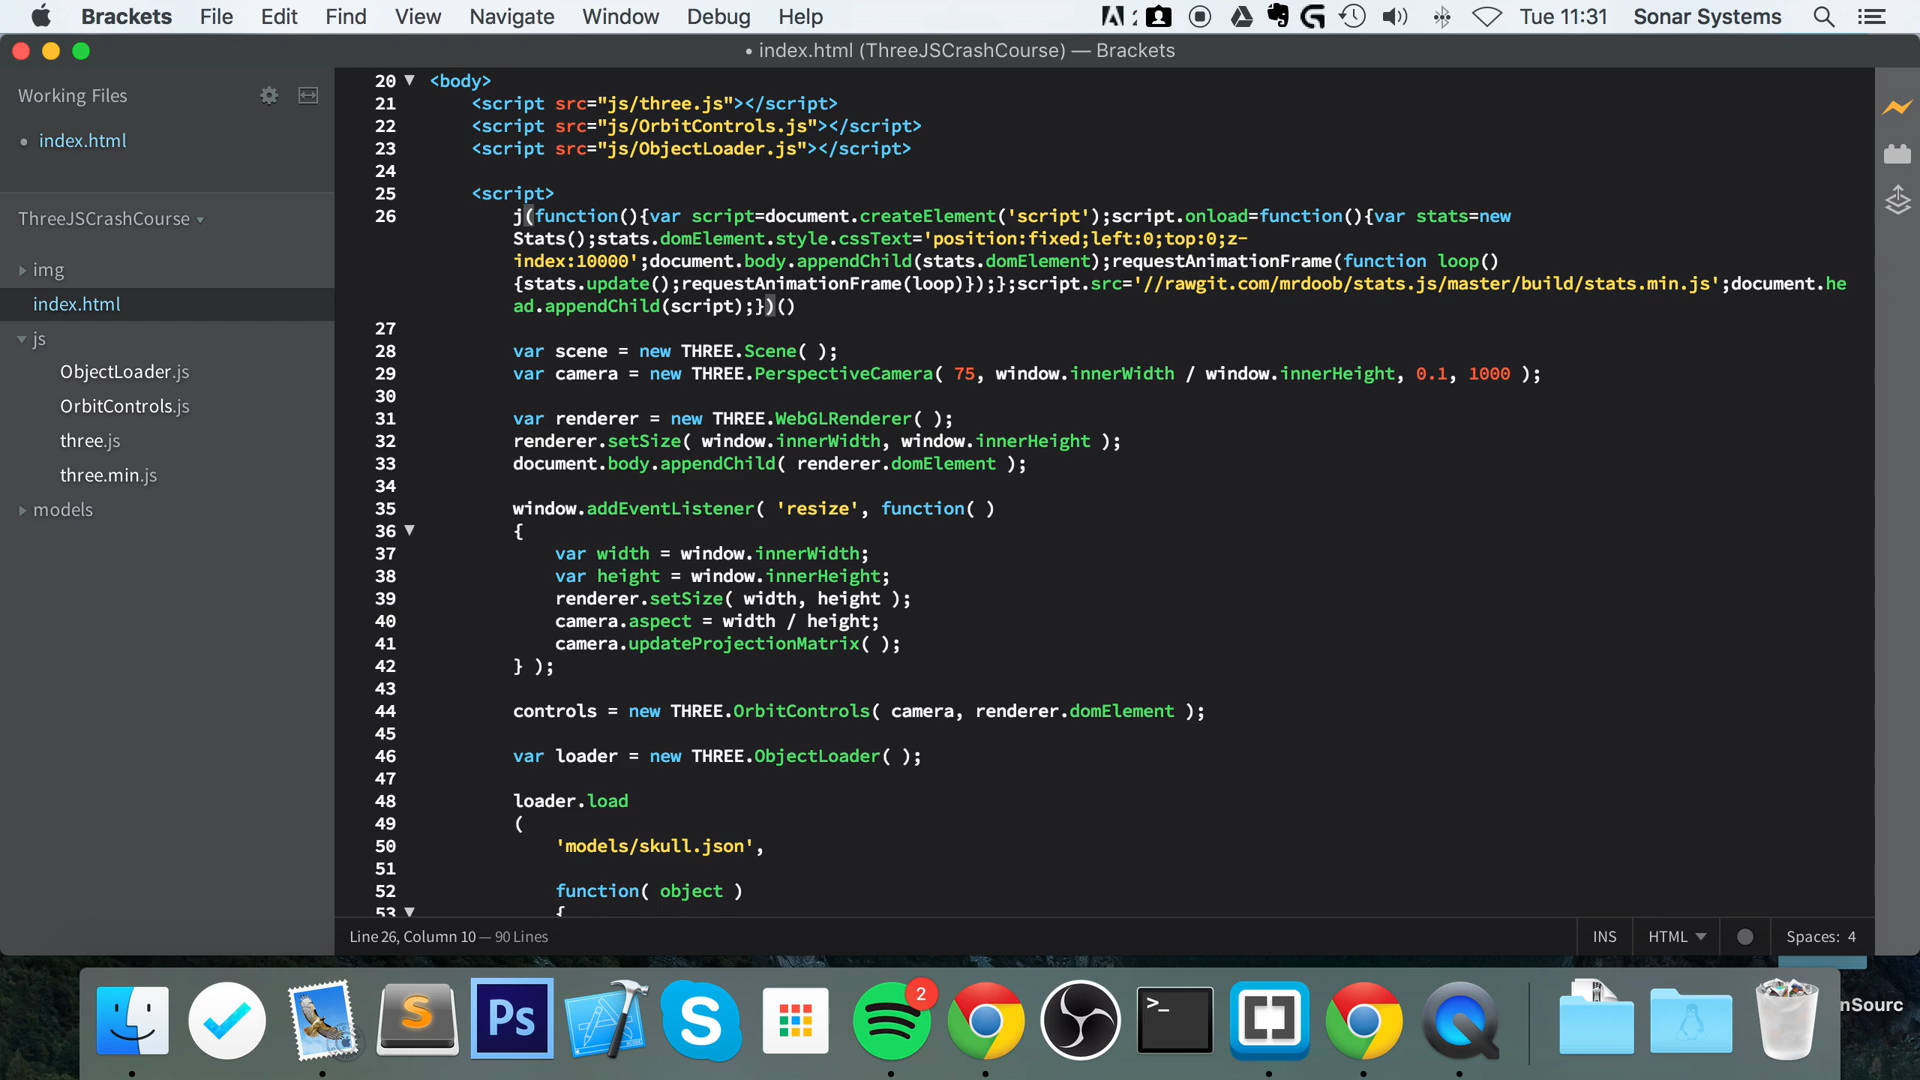 Brackets File Edit Find View Navigate Window Debug Help Tue 11:31 Sonar Systems
• index.html (ThreeJSCrashCourse) — Brackets
Working Files
• index.html
ThreeJSCrashCourse
img
index.html
js
ObjectLoader.js
OrbitControls.js
three.js
three.min.js
models
20 <body>
21 <script src="js/three.js"></script>
22 <script src="js/OrbitControls.js"></script>
23 <script src="js/ObjectLoader.js"></script>
24
25 <script>
26 j(function(){var script=document.createElement('script');script.onload=function(){var stats=new
Stats();stats.domElement.style.cssText='position:fixed;left:0;top:0;z-
index:10000';document.body.appendChild(stats.domElement);requestAnimationFrame(function loop()
{stats.update();requestAnimationFrame(loop)});};script.src='//rawgit.com/mrdoob/stats.js/master/build/stats.min.js';document.he
ad.appendChild(script);})()
27
28 var scene = new THREE.Scene( );
29 var camera = new THREE.PerspectiveCamera( 75, window.innerWidth / window.innerHeight, 0.1, 1000 );
30
31 var renderer = new THREE.WebGLRenderer( );
32 renderer.setSize( window.innerWidth, window.innerHeight );
33 document.body.appendChild( renderer.domElement );
34
35 window.addEventListener( 'resize', function( )
36 {
37 var width = window.innerWidth;
38 var height = window.innerHeight;
39 renderer.setSize( width, height );
40 camera.aspect = width / height;
41 camera.updateProjectionMatrix( );
42 } );
43
44 controls = new THREE.OrbitControls( camera, renderer.domElement );
45
46 var loader = new THREE.ObjectLoader( );
47
48 loader.load
49 (
50 'models/skull.json',
51
52 function( object )
53 {
Line 26, Column 10 — 90 Lines INS HTML Spaces: 4
Ps
S
S
2
>_
nSourc